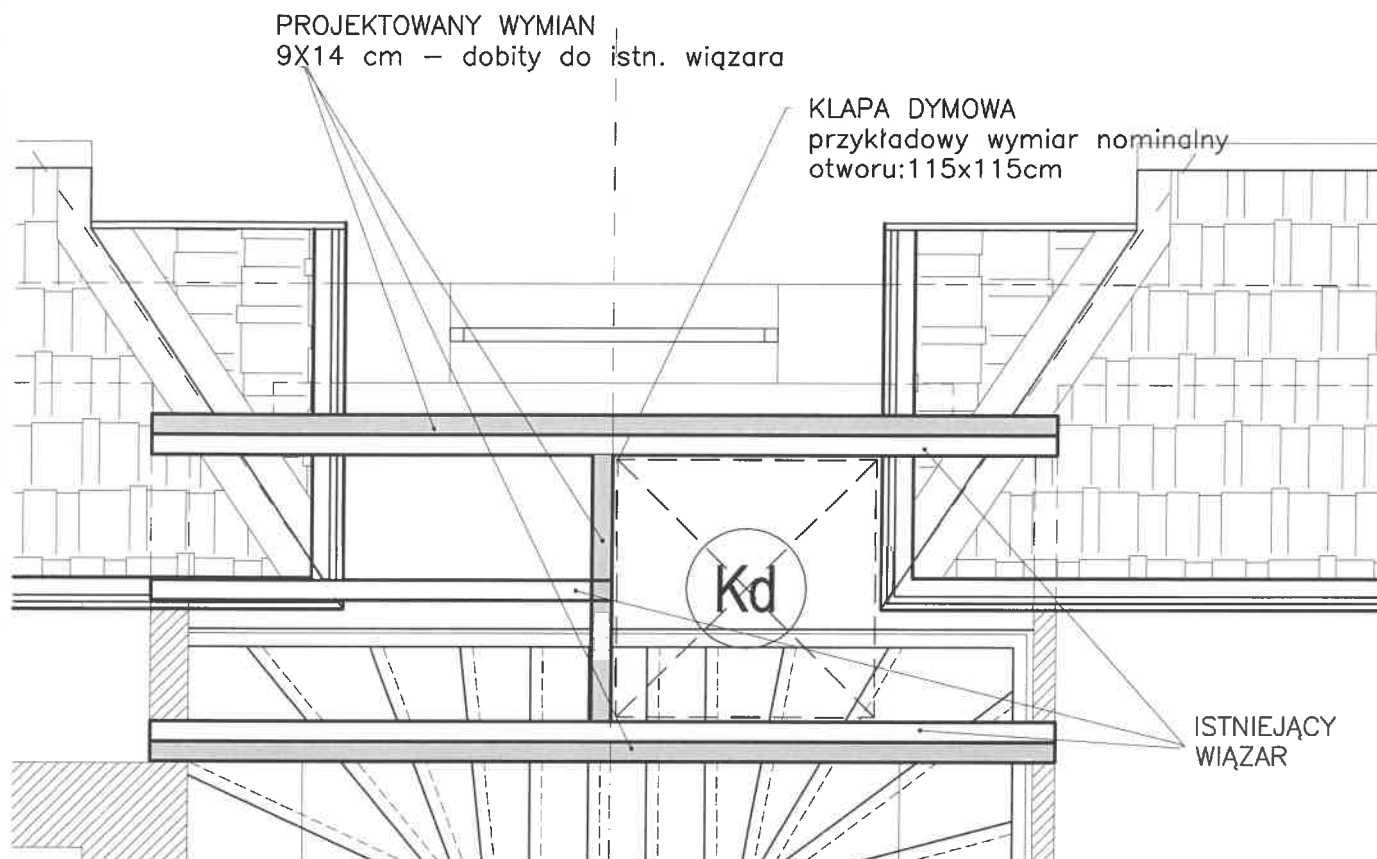 PROJEKTOWANY WYMIAN
9X14 cm – dobity do istn. wiązara
KLAPA DYMOWA
przykładowy wymiar nominalny
otworu:115x115cm
Kd
ISTNIEJĄCY
WIĄZAR